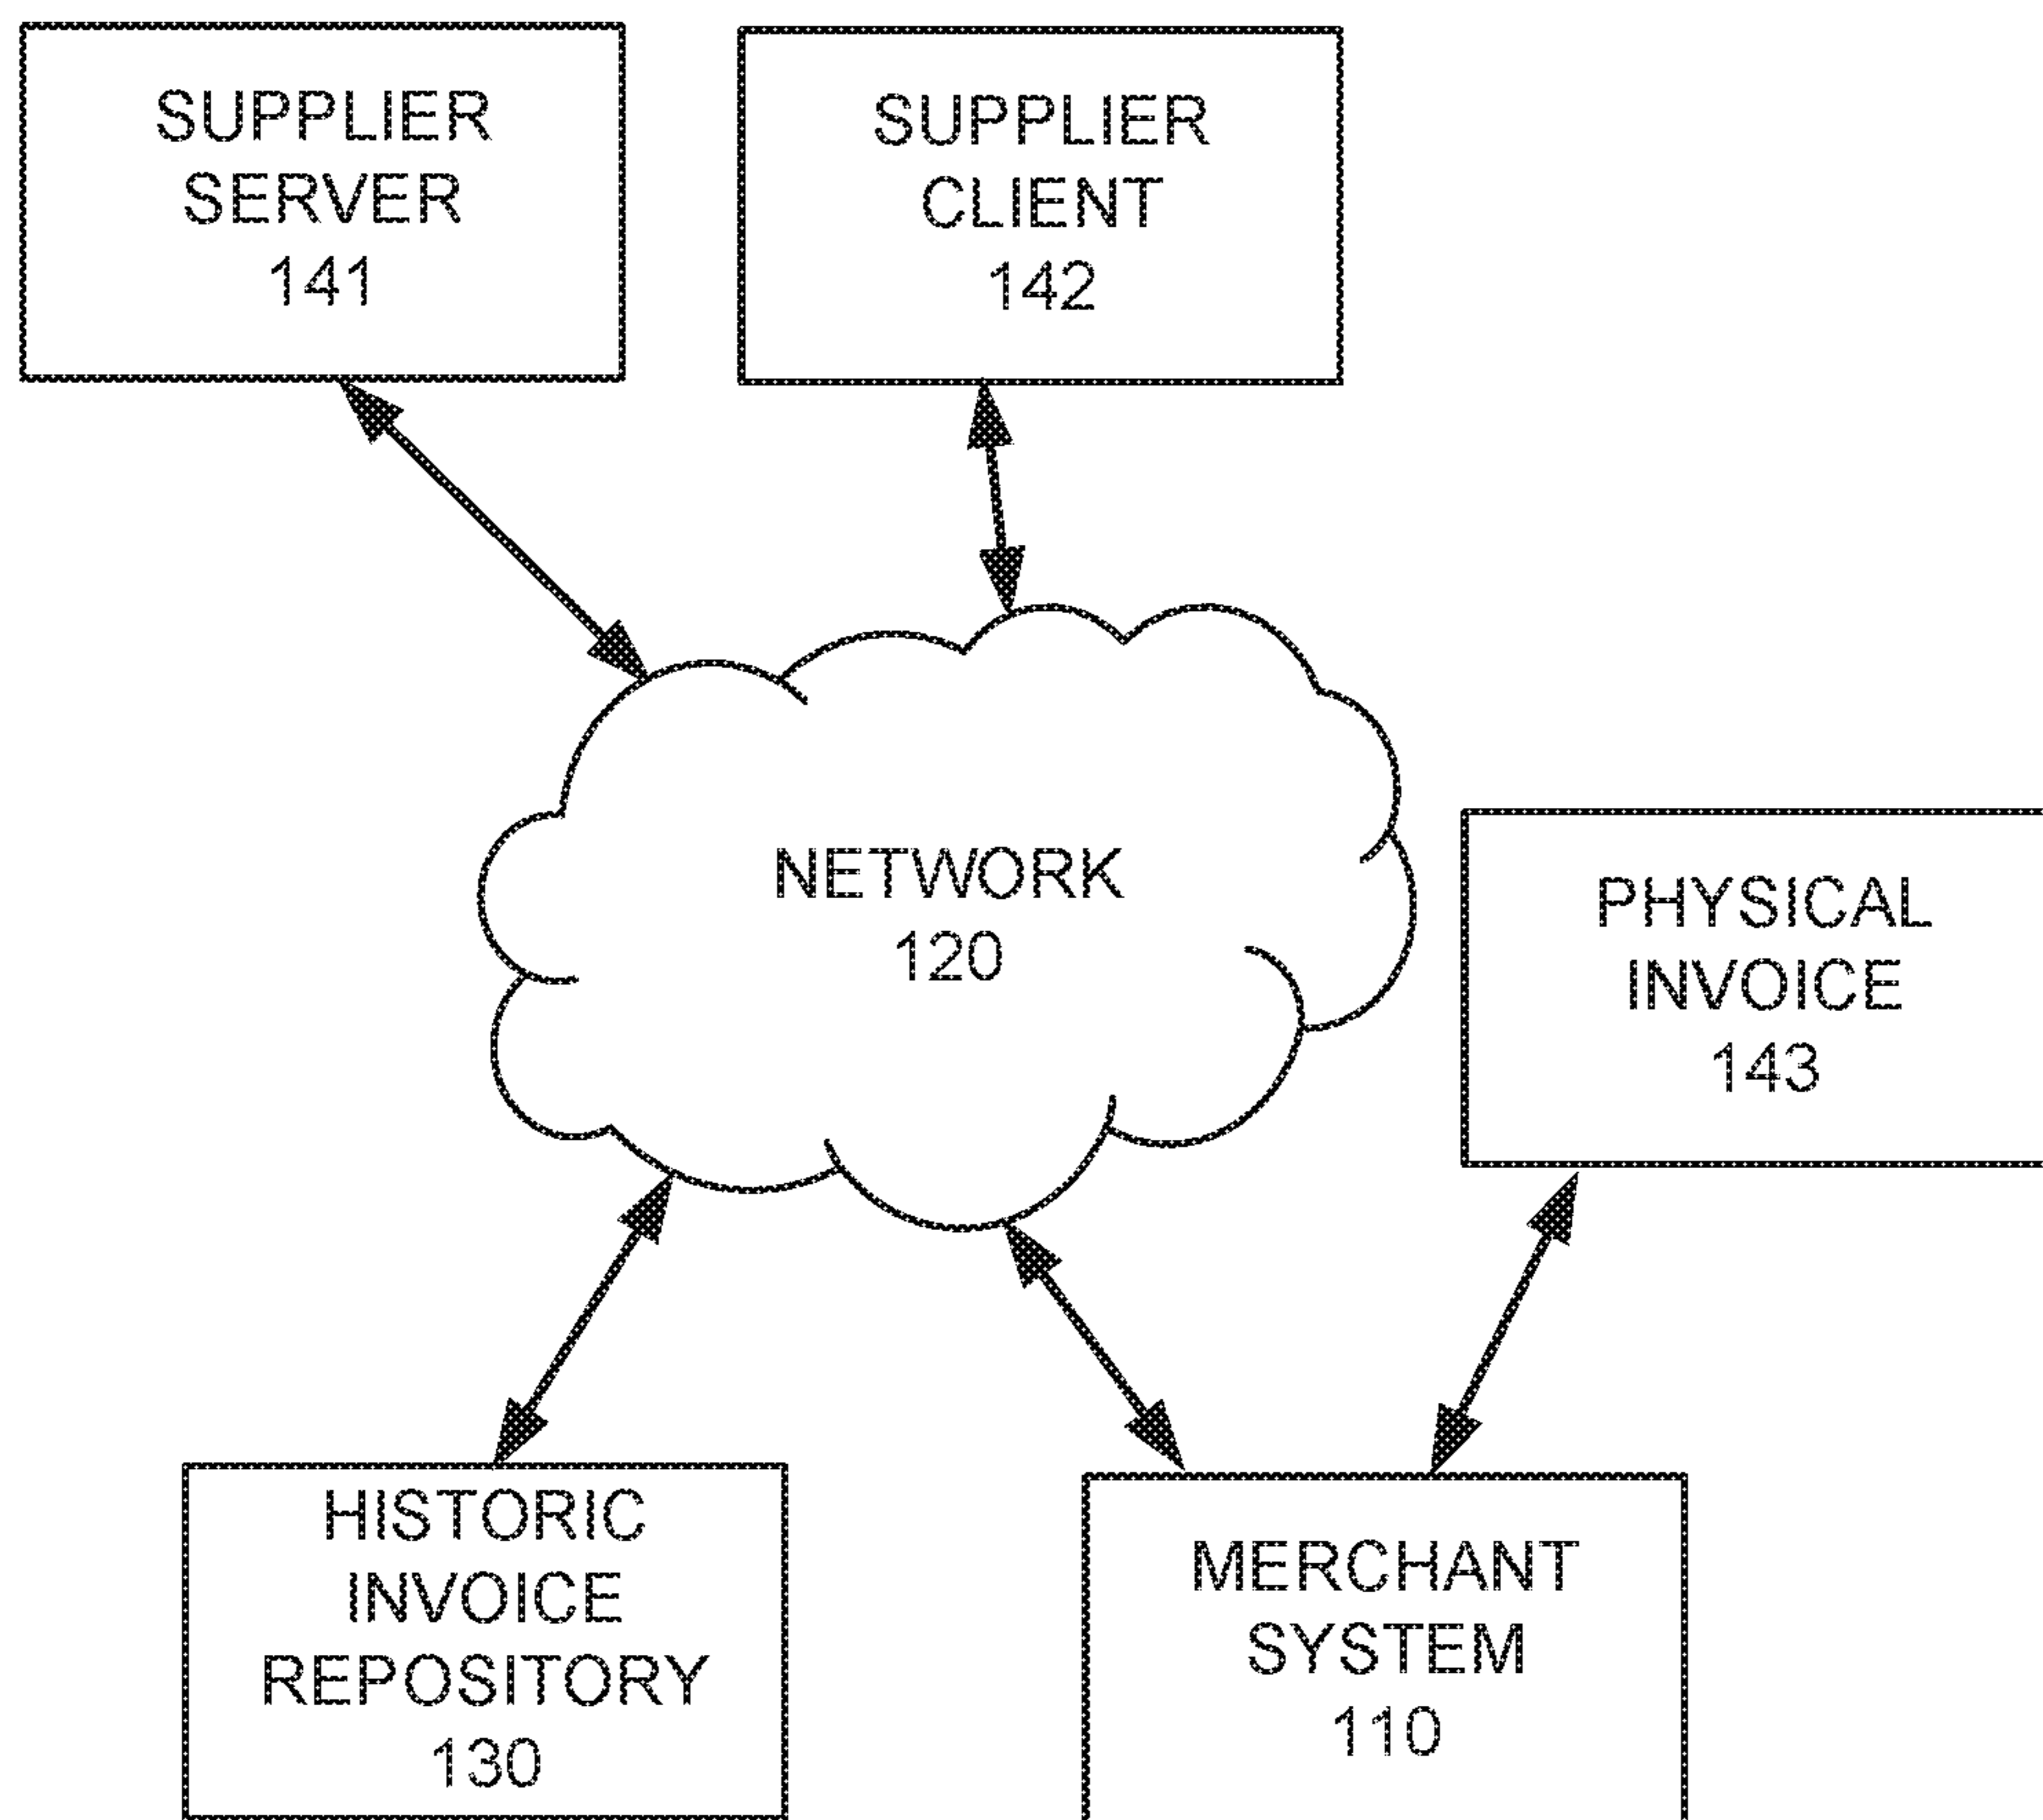 SUPPLIER
SERVER
141
SUPPLIER
CLIENT
142
NETWORK
120
PHYSICAL
INVOICE
143
HISTORIC
INVOICE
REPOSITORY
130
MERCHANT
SYSTEM
110